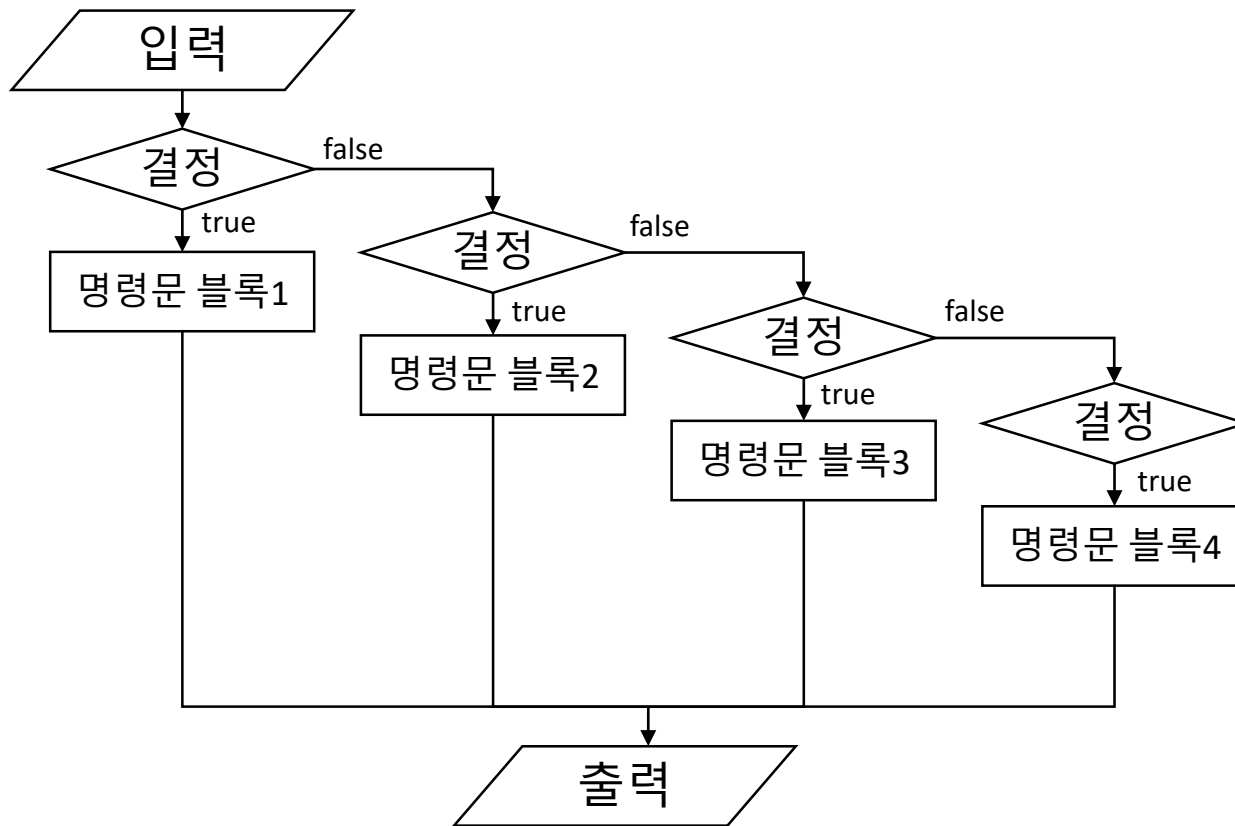 입력
결정
false
true
명령문 블록1
결정
false
true
명령문 블록2
결정
false
true
명령문 블록3
결정
true
명령문 블록4
출력